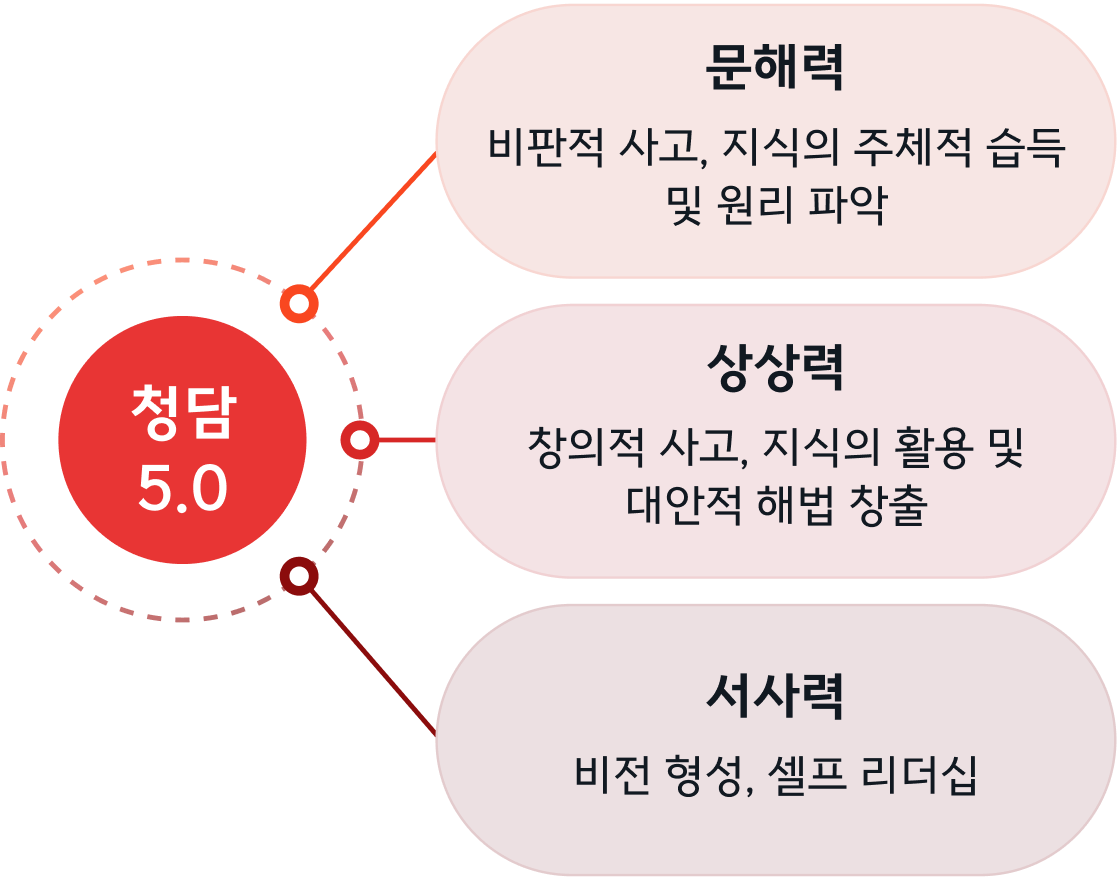 청담
5.0
문해력
비판적 사고, 지식의 주체적 습득
및 원리 파악
상상력
창의적 사고, 지식의 활용 및
대안적 해법 창출
서사력
비전 형성, 셀프 리더십